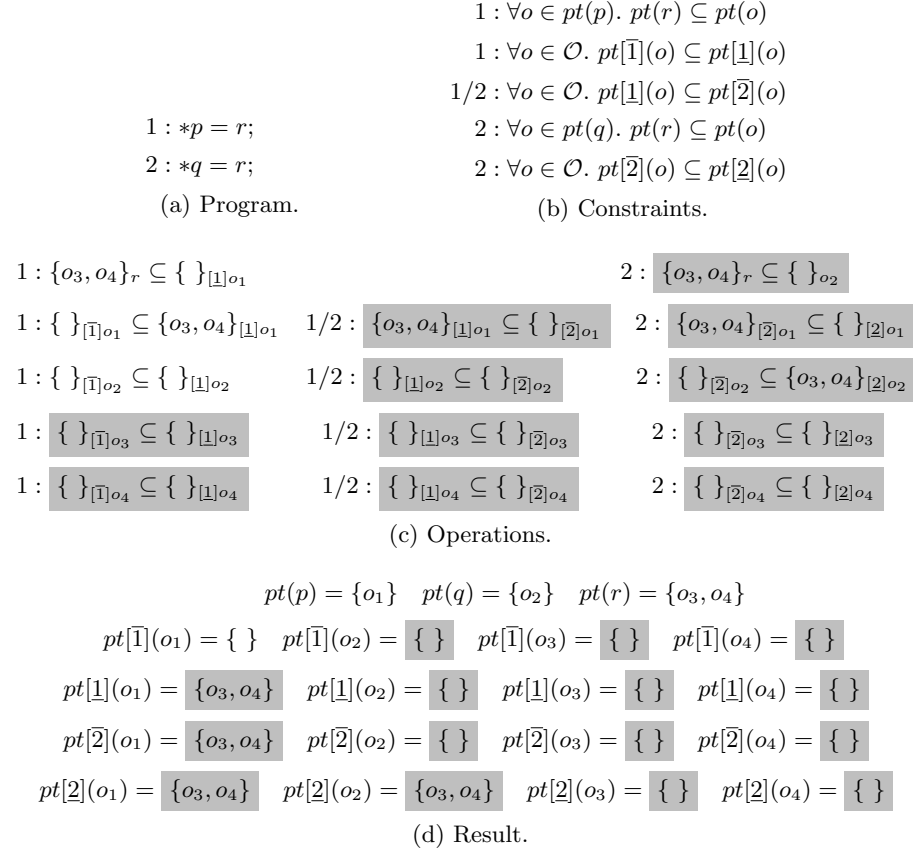 1 : *p = r;
2 : *q = r;
(a) Program.
1 : ∀o ∈ pt(p). pt(r) ⊆ pt(o)
1 : ∀o ∈ 𝒪. pt[1̅](o) ⊆ pt[1̲](o)
1/2 : ∀o ∈ 𝒪. pt[1̲](o) ⊆ pt[2̅](o)
2 : ∀o ∈ pt(q). pt(r) ⊆ pt(o)
2 : ∀o ∈ 𝒪. pt[2̅](o) ⊆ pt[2̲](o)
(b) Constraints.
1 : {o₃, o₄}_r ⊆ { }_{[1̲]o₁} 2 : {o₃, o₄}_r ⊆ { }_{o₂}
1 : { }_{[1̅]o₁} ⊆ {o₃, o₄}_{[1̲]o₁} 1/2 : {o₃, o₄}_{[1̲]o₁} ⊆ { }_{[2̅]o₁} 2 : {o₃, o₄}_{[2̅]o₁} ⊆ { }_{[2̲]o₁}
1 : { }_{[1̅]o₂} ⊆ { }_{[1̲]o₂} 1/2 : { }_{[1̲]o₂} ⊆ { }_{[2̅]o₂} 2 : { }_{[2̅]o₂} ⊆ {o₃, o₄}_{[2̲]o₂}
1 : { }_{[1̅]o₃} ⊆ { }_{[1̲]o₃} 1/2 : { }_{[1̲]o₃} ⊆ { }_{[2̅]o₃} 2 : { }_{[2̅]o₃} ⊆ { }_{[2̲]o₃}
1 : { }_{[1̅]o₄} ⊆ { }_{[1̲]o₄} 1/2 : { }_{[1̲]o₄} ⊆ { }_{[2̅]o₄} 2 : { }_{[2̅]o₄} ⊆ { }_{[2̲]o₄}
(c) Operations.
pt(p) = {o₁} pt(q) = {o₂} pt(r) = {o₃, o₄}
pt[1̅](o₁) = { } pt[1̅](o₂) = { } pt[1̅](o₃) = { } pt[1̅](o₄) = { }
pt[1̲](o₁) = {o₃, o₄} pt[1̲](o₂) = { } pt[1̲](o₃) = { } pt[1̲](o₄) = { }
pt[2̅](o₁) = {o₃, o₄} pt[2̅](o₂) = { } pt[2̅](o₃) = { } pt[2̅](o₄) = { }
pt[2̲](o₁) = {o₃, o₄} pt[2̲](o₂) = {o₃, o₄} pt[2̲](o₃) = { } pt[2̲](o₄) = { }
(d) Result.